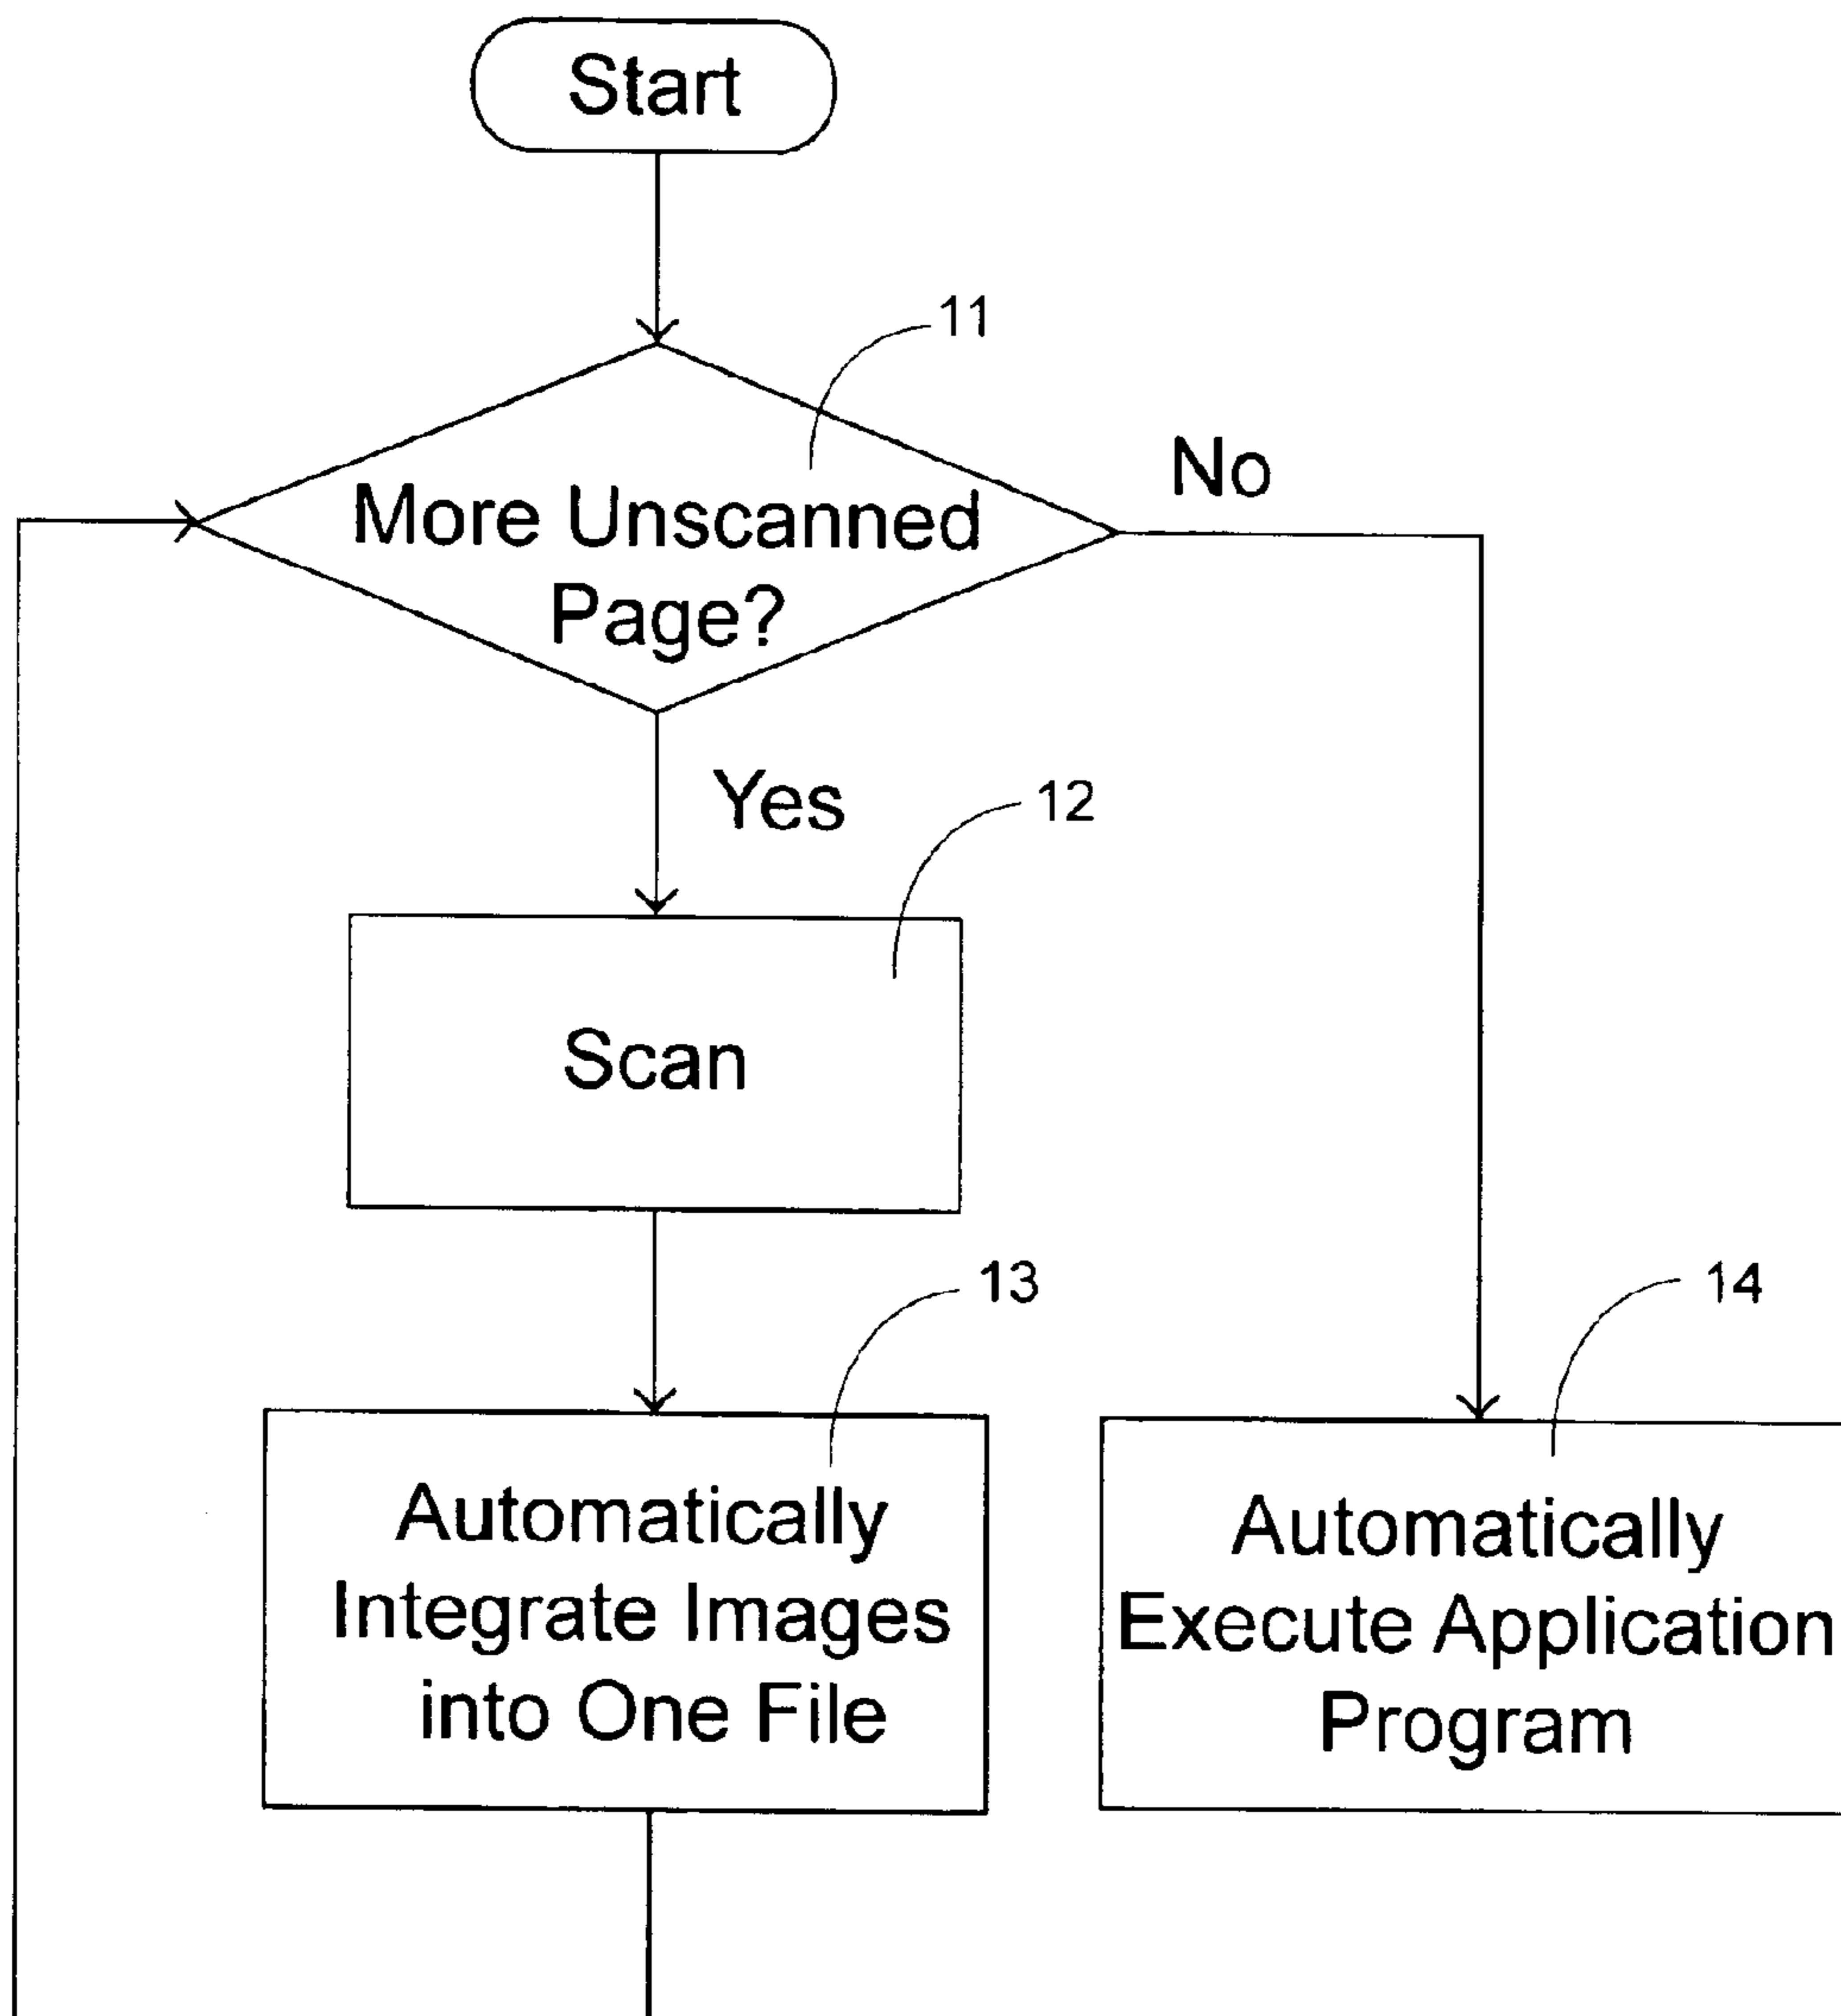 Start
11
More Unscanned
Page?
No
Yes
12
Scan
13
Automatically
Integrate Images
into One File
14
Automatically
Execute Application
Program